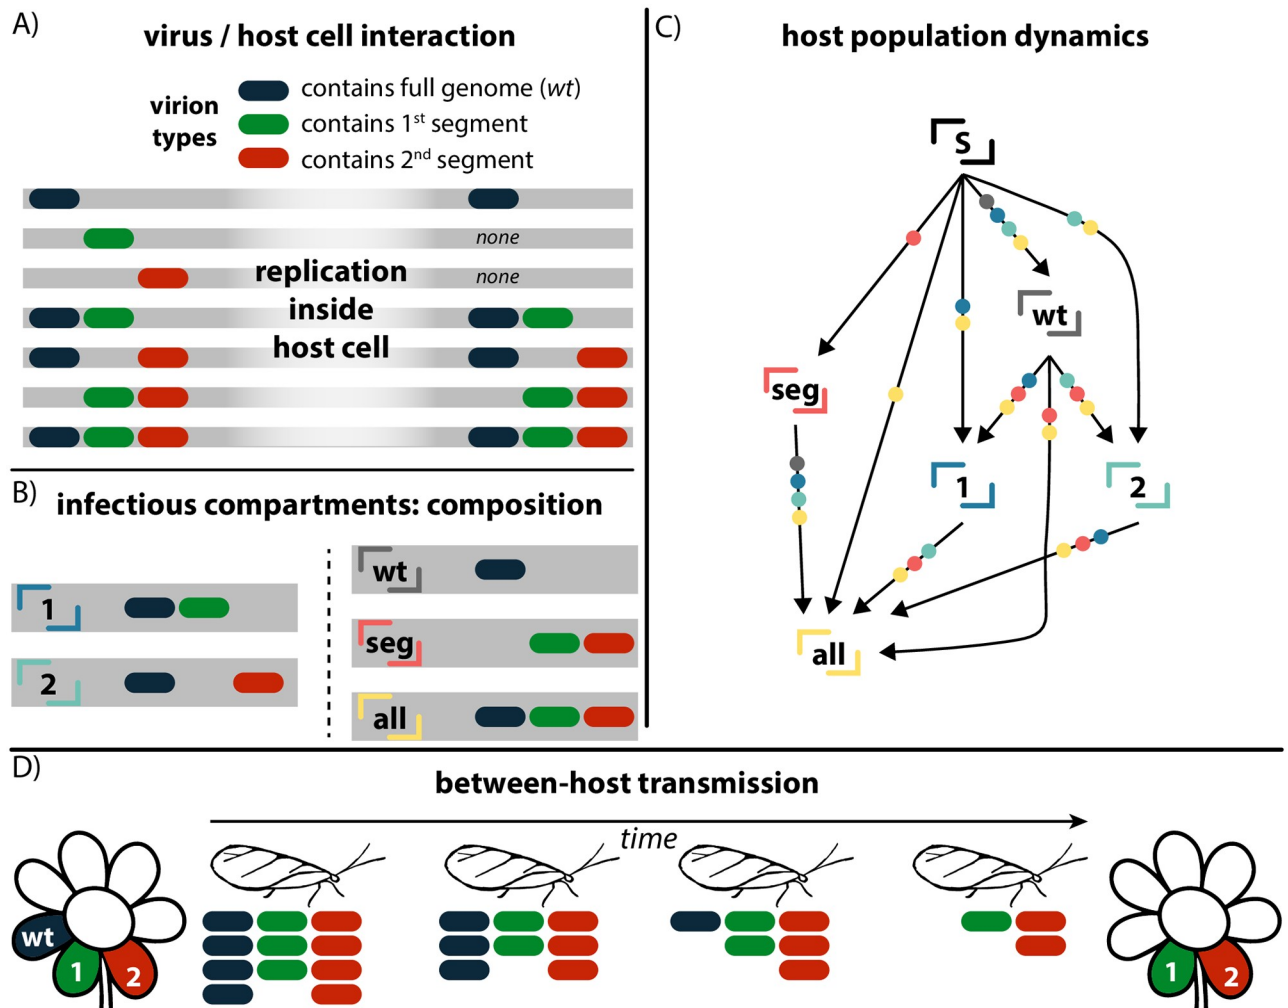 A)
virus / host cell interaction
virion
types
contains full genome (wt)
contains 1st segment
contains 2nd segment
none
none
replication
inside
host cell
B)
infectious compartments: composition
1
2
wt
seg
all
C)
host population dynamics
S
wt
seg
1
2
all
D)
between-host transmission
time
wt
1
2
1
2